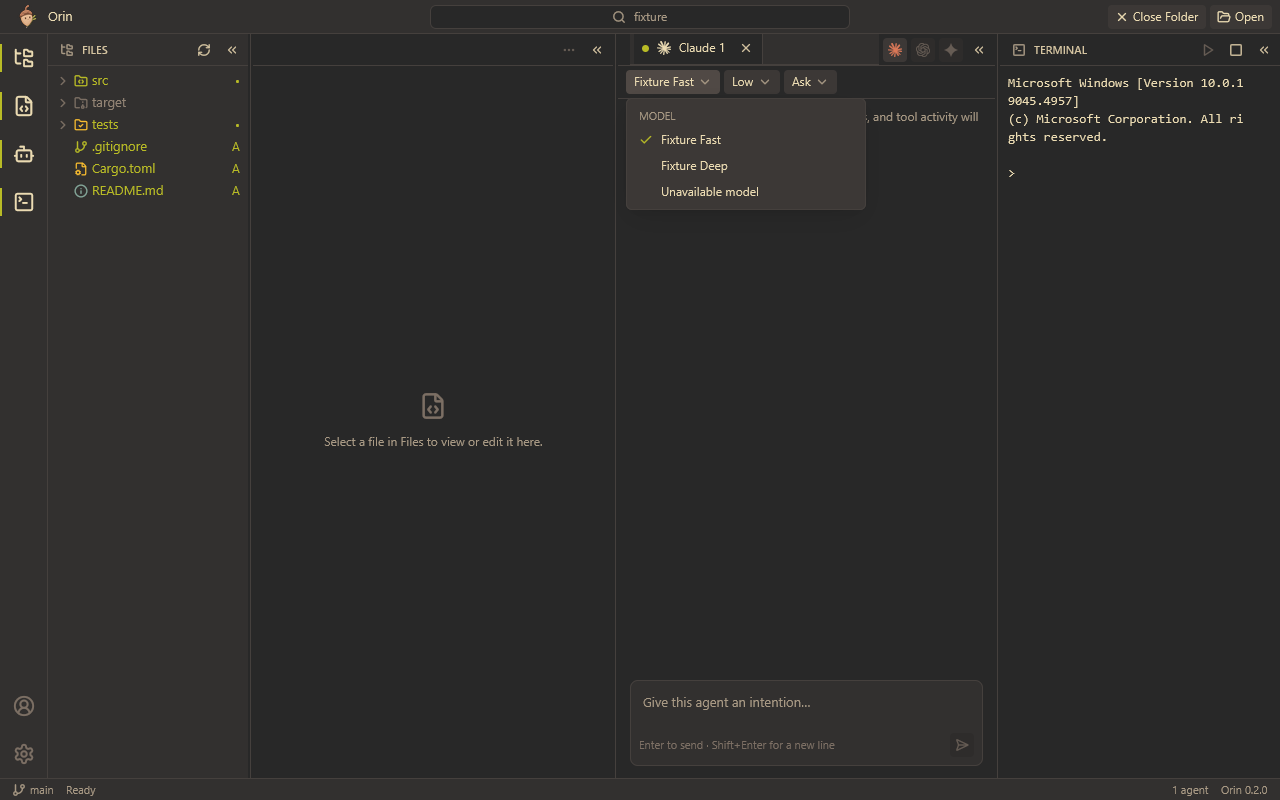 Orin
fixture
Close Folder
Open
FILES
src
target
tests
.gitignore A
Cargo.toml A
README.md A
Select a file in Files to view or edit it here.
Claude 1
Fixture Fast
Low
Ask
MODEL
Fixture Fast
Fixture Deep
Unavailable model
, and tool activity will
Give this agent an intention...
Enter to send · Shift+Enter for a new line
TERMINAL
Microsoft Windows [Version 10.0.1
9045.4957]
(c) Microsoft Corporation. All ri
ghts reserved.
>
main
Ready
1 agent
Orin 0.2.0